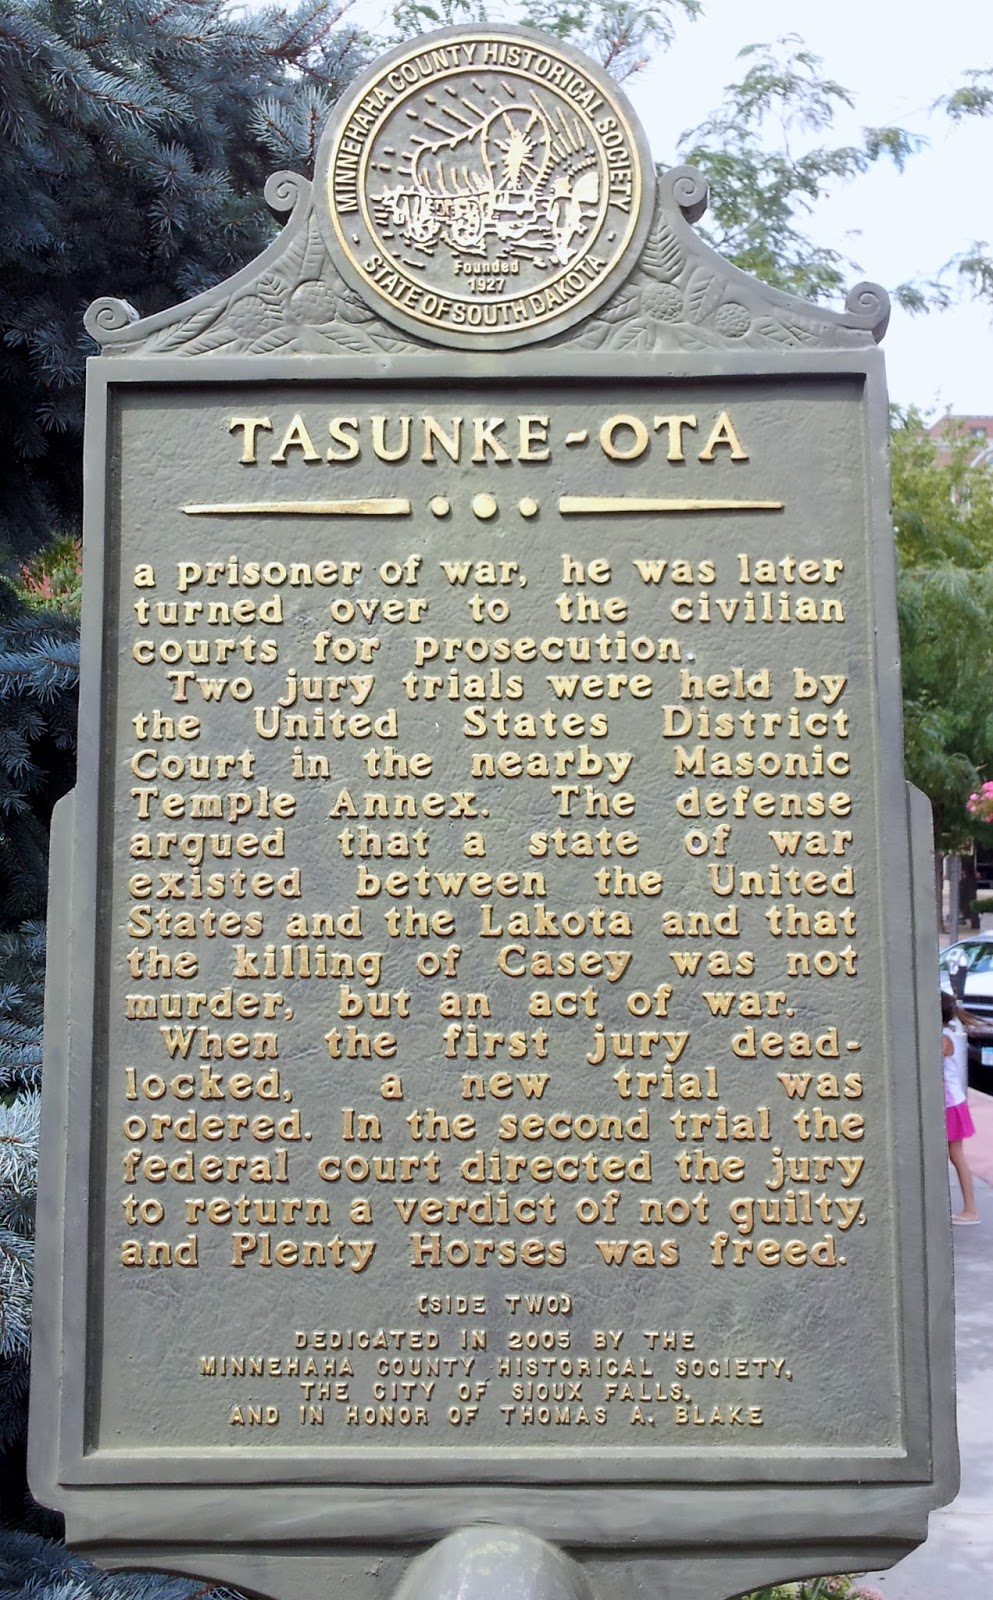 MINNEHAHA COUNTY HISTORICAL SOCIETY
Founded
1927
STATE OF SOUTH DAKOTA
TASUNKE-OTA
a prisoner of war, he was later
turned over to the civilian
courts for prosecution.
Two jury trials were held by
the United States District
Court in the nearby Masonic
Temple Annex. The defense
argued that a state of war
existed between the United
States and the Lakota and that
the killing of Casey was not
murder, but an act of war.
When the first jury dead-
locked, a new trial was
ordered. In the second trial the
federal court directed the jury
to return a verdict of not guilty,
and Plenty Horses was freed.
(SIDE TWO)
DEDICATED IN 2005 BY THE
MINNEHAHA COUNTY HISTORICAL SOCIETY,
THE CITY OF SIOUX FALLS,
AND IN HONOR OF THOMAS A. BLAKE